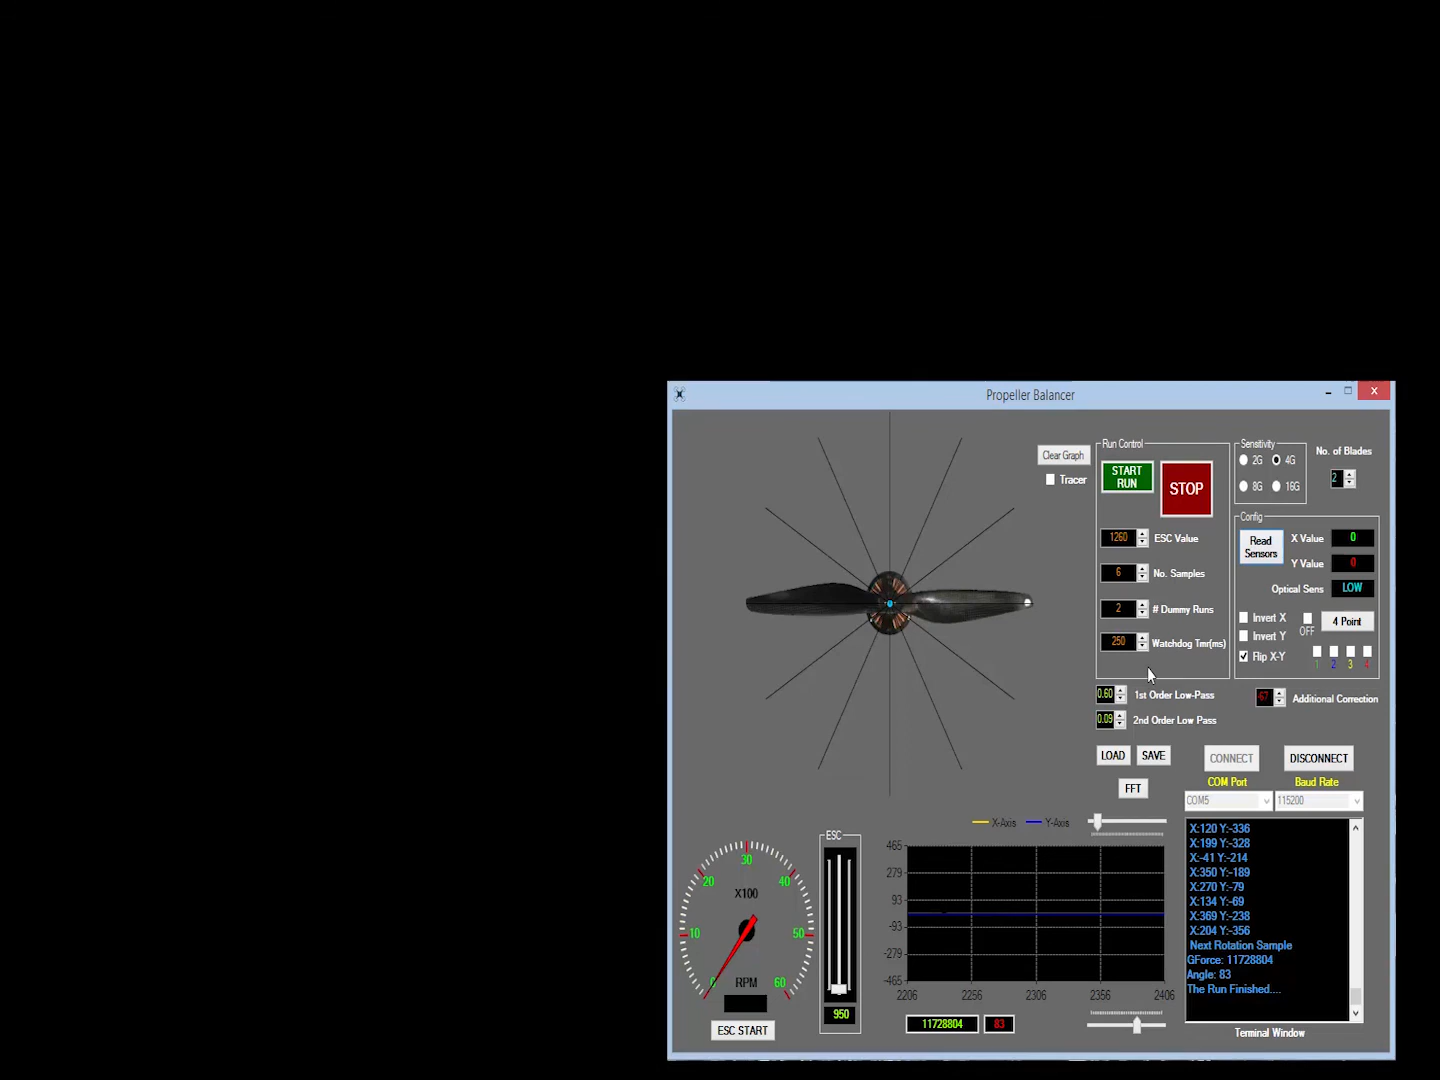 Propeller Balancer
Clear Graph
Tracer
Run Control
START
RUN
STOP
1260 ESC Value
6 No. Samples
2 # Dummy Runs
250 Watchdog Tmr(ms)
Sensitivity
2G 4G
8G 16G
No. of Blades
2
Config
Read
Sensors
X Value 0
Y Value 0
Optical Sens LOW
Invert X
Invert Y
Flip X-Y
OFF
4 Point
1 2 3 4
0.60 1st Order Low-Pass
0.09 2nd Order Low Pass
-67 Additional Correction
LOAD SAVE
FFT
CONNECT DISCONNECT
COM Port Baud Rate
COM5 115200
X:120 Y:-336
X:199 Y:-328
X:-41 Y:-214
X:350 Y:-189
X:270 Y:-79
X:134 Y:-69
X:369 Y:-238
X:204 Y:-356
Next Rotation Sample
GForce: 11728804
Angle: 83
The Run Finished....
Terminal Window
0 10 20 30 40 50 60
X100
RPM
ESC START
ESC
950
X-Axis Y-Axis
465
279
93
-93
-279
-465
2206 2256 2306 2356 2406
11728804 83